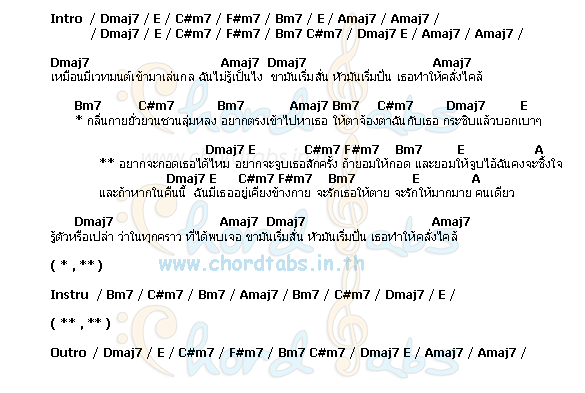 Intro / Dmaj7 / E / C#m7 / F#m7 / Bm7 / E / Amaj7 / Amaj7 /
/ Dmaj7 / E / C#m7 / F#m7 / Bm7 C#m7 / Dmaj7 E / Amaj7 / Amaj7 /
Dmaj7 Amaj7 Dmaj7 Amaj7
เหมือนมีเวทมนต์เข้ามาเล่นกล ฉันไม่รู้เป็นไง ขามันเริ่มสั่น หัวมันเริ่มปั่น เธอทำให้คลั่งไคล้
Bm7 C#m7 Bm7 Amaj7 Bm7 C#m7 Dmaj7 E
* กลิ่นกายยั่วยวนชวนลุ่มหลง อยากตรงเข้าไปหาเธอ ให้ตาจ้องตาฉันกับเธอ กระซิบแล้วบอกเบาๆ
Dmaj7 E C#m7 F#m7 Bm7 E A
** อยากจะกอดเธอได้ไหม อยากจะจูบเธอสักครั้ง ถ้ายอมให้กอด และยอมให้จูบไอ้ฉันคงจะซึ้งใจ
Dmaj7 E C#m7 F#m7 Bm7 E A
และถ้าหากในคืนนี้ ฉันมีเธออยู่เคียงข้างกาย จะรักเธอให้ตาย จะรักให้มากมาย คนเดียว
Dmaj7 Amaj7 Dmaj7 Amaj7
รู้ตัวหรือเปล่า ว่าในทุกคราว ที่ได้พบเจอ ขามันเริ่มสั่น หัวมันเริ่มปั่น เธอทำให้คลั่งไคล้
( * , ** )
www.chordtabs.in.th
Instru / Bm7 / C#m7 / Bm7 / Amaj7 / Bm7 / C#m7 / Dmaj7 / E /
( ** , ** )
Outro / Dmaj7 / E / C#m7 / F#m7 / Bm7 C#m7 / Dmaj7 E / Amaj7 / Amaj7 /